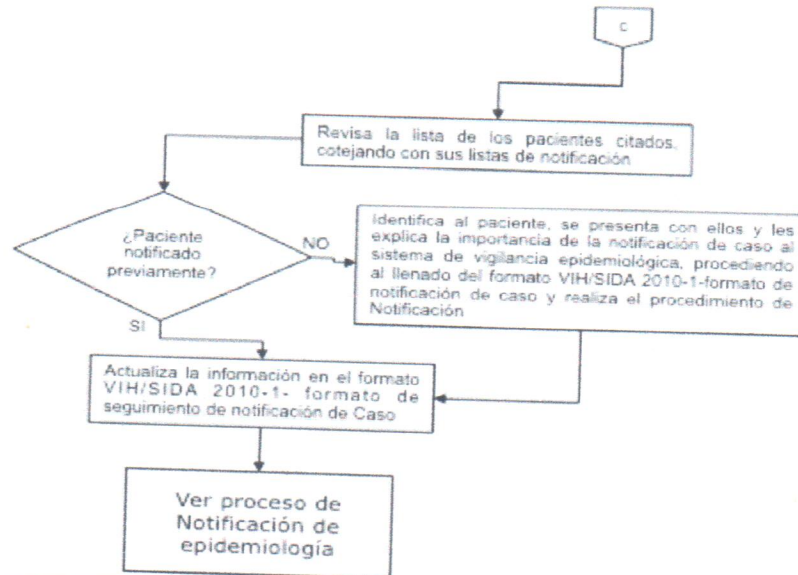 C
Revisa la lista de los pacientes citados,
cotejando con sus listas de notificación
¿Paciente
notificado
previamente?
NO
Identifica al paciente, se presenta con ellos y les
explica la importancia de la notificación de caso al
sistema de vigilancia epidemiológica, procediendo
al llenado del formato VIH/SIDA 2010-1-formato de
notificación de caso y realiza el procedimiento de
Notificación
SI
Actualiza la información en el formato
VIH/SIDA 2010-1- formato de
seguimiento de notificación de Caso
Ver proceso de
Notificación de
epidemiología